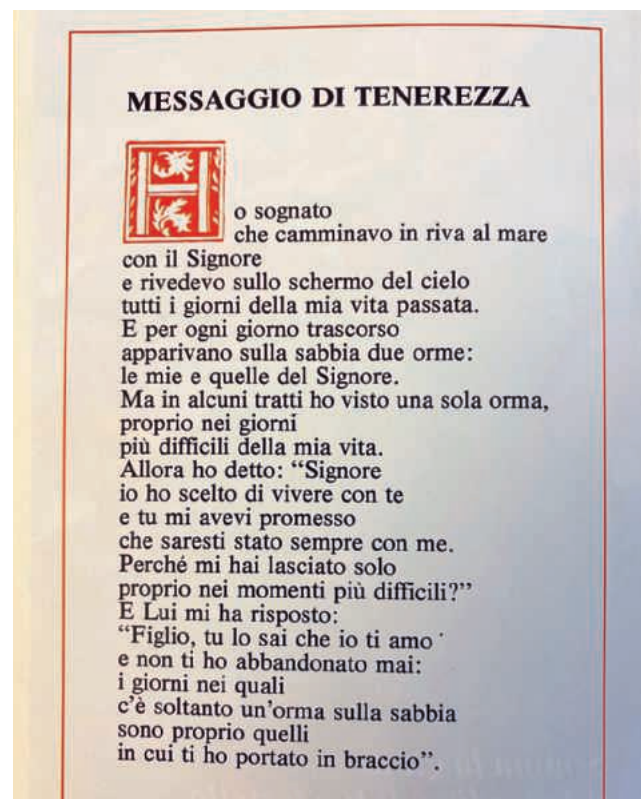 MESSAGGIO DI TENEREZZA
Ho sognato
che camminavo in riva al mare
con il Signore
e rivedevo sullo schermo del cielo
tutti i giorni della mia vita passata.
E per ogni giorno trascorso
apparivano sulla sabbia due orme:
le mie e quelle del Signore.
Ma in alcuni tratti ho visto una sola orma,
proprio nei giorni
più difficili della mia vita.
Allora ho detto: “Signore
io ho scelto di vivere con te
e tu mi avevi promesso
che saresti stato sempre con me.
Perché mi hai lasciato solo
proprio nei momenti più difficili?”
E Lui mi ha risposto:
“Figlio, tu lo sai che io ti amo
e non ti ho abbandonato mai:
i giorni nei quali
c'è soltanto un'orma sulla sabbia
sono proprio quelli
in cui ti ho portato in braccio”.